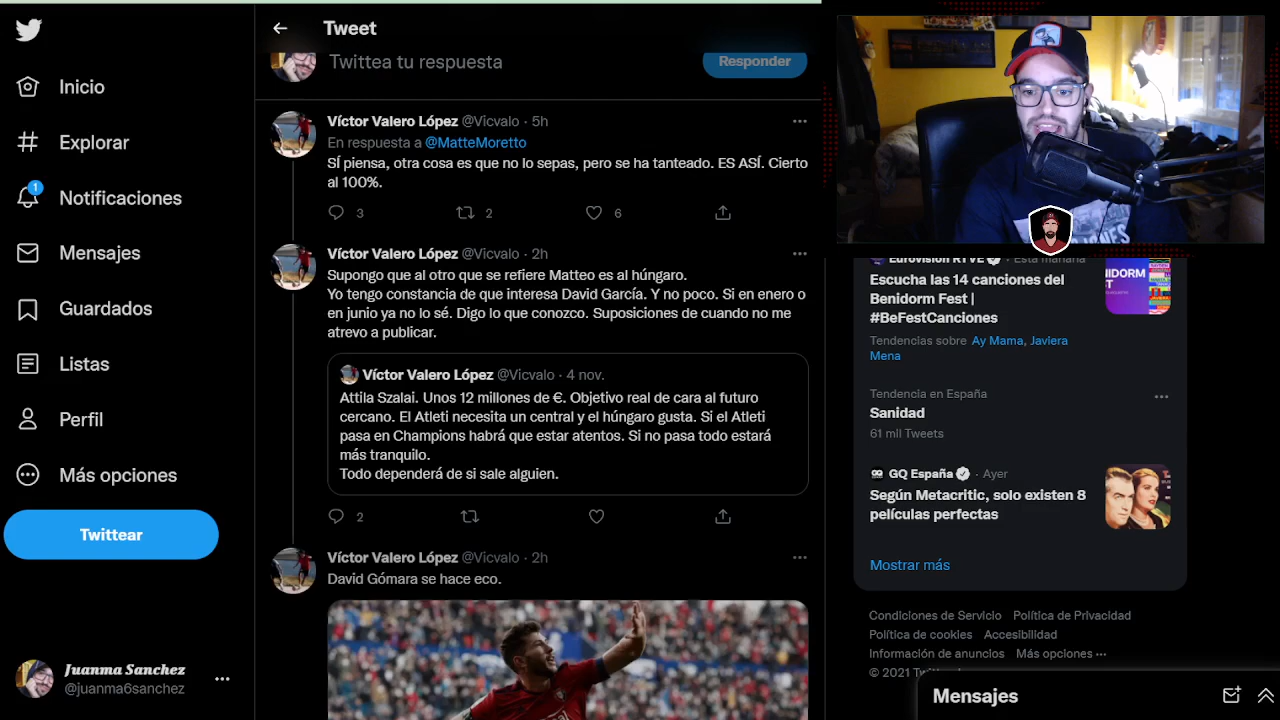 Inicio
Explorar
1
Notificaciones
Mensajes
Guardados
Listas
Perfil
Más opciones
Twittear
Juanma Sanchez
@juanma6sanchez
Tweet
Twittea tu respuesta
Responder
Víctor Valero López @Vicvalo · 5h
En respuesta a @MatteMoretto
SÍ piensa, otra cosa es que no lo sepas, pero se ha tanteado. ES ASÍ. Cierto
al 100%.
3 2 6
Víctor Valero López @Vicvalo · 2h
Supongo que al otro que se refiere Matteo es al húngaro.
Yo tengo constancia de que interesa David García. Y no poco. Si en enero o
en junio ya no lo sé. Digo lo que conozco. Suposiciones de cuando no me
atrevo a publicar.
Víctor Valero López @Vicvalo · 4 nov.
Attila Szalai. Unos 12 millones de €. Objetivo real de cara al futuro
cercano. El Atleti necesita un central y el húngaro gusta. Si el Atleti
pasa en Champions habrá que estar atentos. Si no pasa todo estará
más tranquilo.
Todo dependerá de si sale alguien.
2
Víctor Valero López @Vicvalo · 2h
David Gómara se hace eco.
Eurovisión RTVE · Esta mañana
Escucha las 14 canciones del
Benidorm Fest |
#BeFestCanciones
Tendencias sobre Ay Mama, Javiera
Mena
Tendencia en España
Sanidad
61 mil Tweets
GQ España · Ayer
Según Metacritic, solo existen 8
películas perfectas
Mostrar más
Condiciones de Servicio Política de Privacidad
Política de cookies Accesibilidad
Información de anuncios Más opciones
© 2021
Mensajes